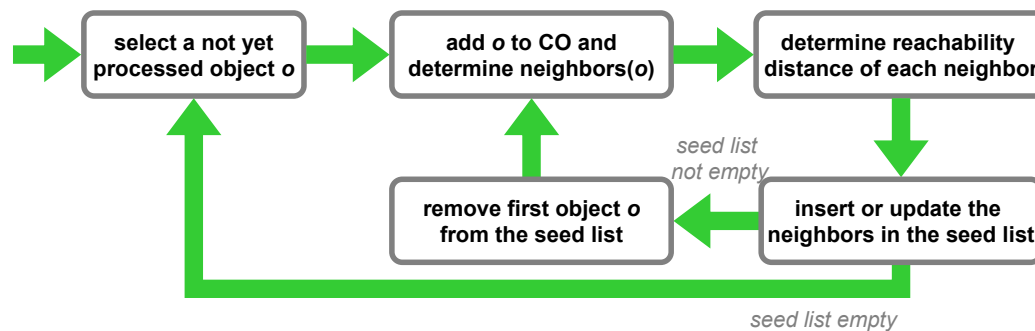 select a not yet
processed object o
add o to CO and
determine neighbors(o)
determine reachability
distance of each neighbor
seed list
not empty
remove first object o
from the seed list
insert or update the
neighbors in the seed list
seed list empty